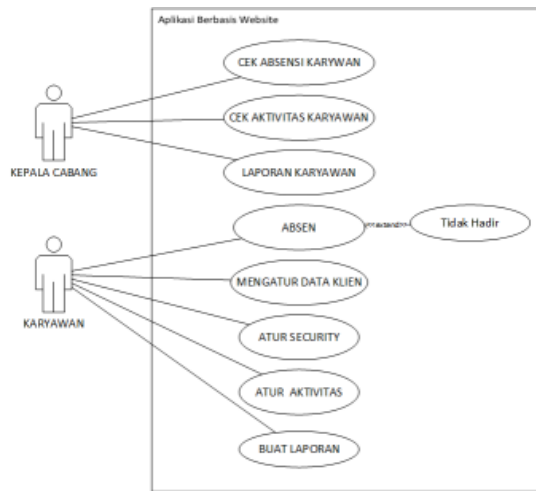 Aplikasi Berbasis Website
CEK ABSENSI KARYWAN
CEK AKTIVITAS KARYAWAN
KEPALA CABANG
LAPORAN KARYAWAN
ABSEN
<<extend>>
Tidak Hadir
MENGATUR DATA KLIEN
KARYAWAN
ATUR SECURITY
ATUR AKTIVITAS
BUAT LAPORAN